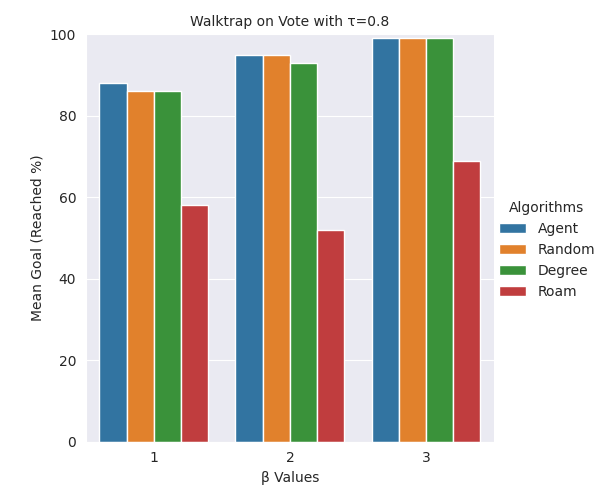 Walktrap on Vote with τ=0.8
Mean Goal (Reached %)
100
80
60
40
20
0
1 2 3
β Values
Algorithms
Agent
Random
Degree
Roam